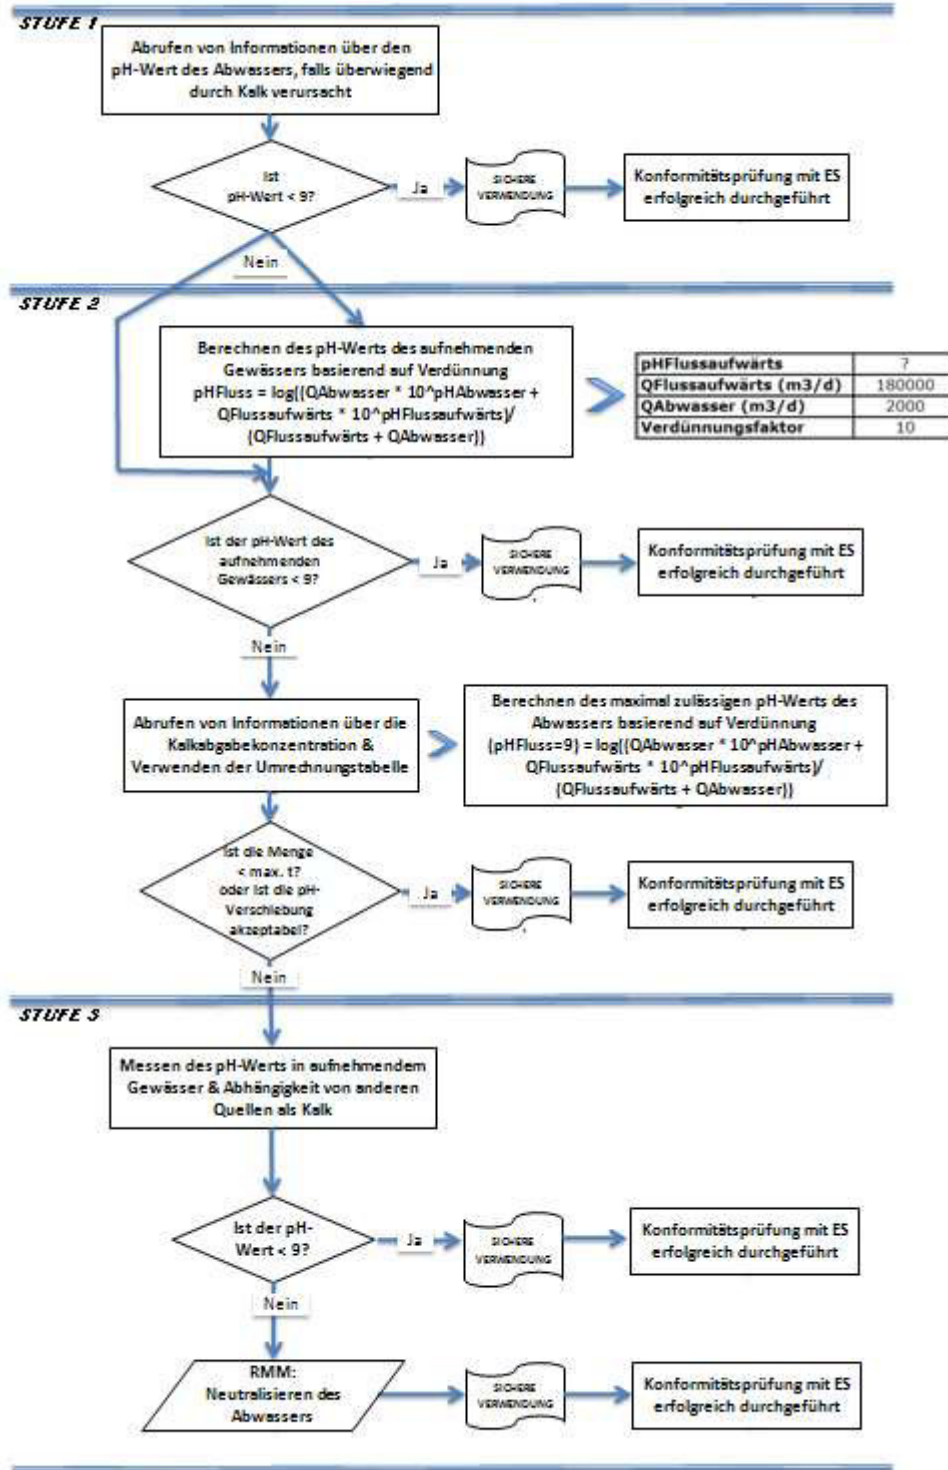 STUFE 1
Abrufen von Informationen über den
pH-Wert des Abwassers, falls überwiegend
durch Kalk verursacht
Ist
pH-Wert < 9?
Ja
SICHERE
VERWENDUNG
Konformitätsprüfung mit ES
erfolgreich durchgeführt
Nein
STUFE 2
Berechnen des pH-Werts des aufnehmenden
Gewässers basierend auf Verdünnung
pHFluss = log((QAbwasser * 10^pHAbwasser +
QFlussaufwärts * 10^pHFlussaufwärts)/
(QFlussaufwärts + QAbwasser))
pHFlussaufwärts ?
QFlussaufwärts (m3/d) 180000
QAbwasser (m3/d) 2000
Verdünnungsfaktor 10
Ist der pH-Wert des
aufnehmenden
Gewässers < 9?
Ja
SICHERE
VERWENDUNG
Konformitätsprüfung mit ES
erfolgreich durchgeführt
Nein
Abrufen von Informationen über die
Kalkabgabekonzentration &
Verwenden der Umrechnungstabelle
Berechnen des maximal zulässigen pH-Werts des
Abwassers basierend auf Verdünnung
(pHFluss=9) = log((QAbwasser * 10^pHAbwasser +
QFlussaufwärts * 10^pHFlussaufwärts)/
(QFlussaufwärts + QAbwasser))
Ist die Menge
< max. t?
oder ist die pH-
Verschiebung
akzeptabel?
Ja
SICHERE
VERWENDUNG
Konformitätsprüfung mit ES
erfolgreich durchgeführt
Nein
STUFE 3
Messen des pH-Werts in aufnehmendem
Gewässer & Abhängigkeit von anderen
Quellen als Kalk
Ist der pH-
Wert < 9?
Ja
SICHERE
VERWENDUNG
Konformitätsprüfung mit ES
erfolgreich durchgeführt
Nein
RMM:
Neutralisieren des
Abwassers
SICHERE
VERWENDUNG
Konformitätsprüfung mit ES
erfolgreich durchgeführt